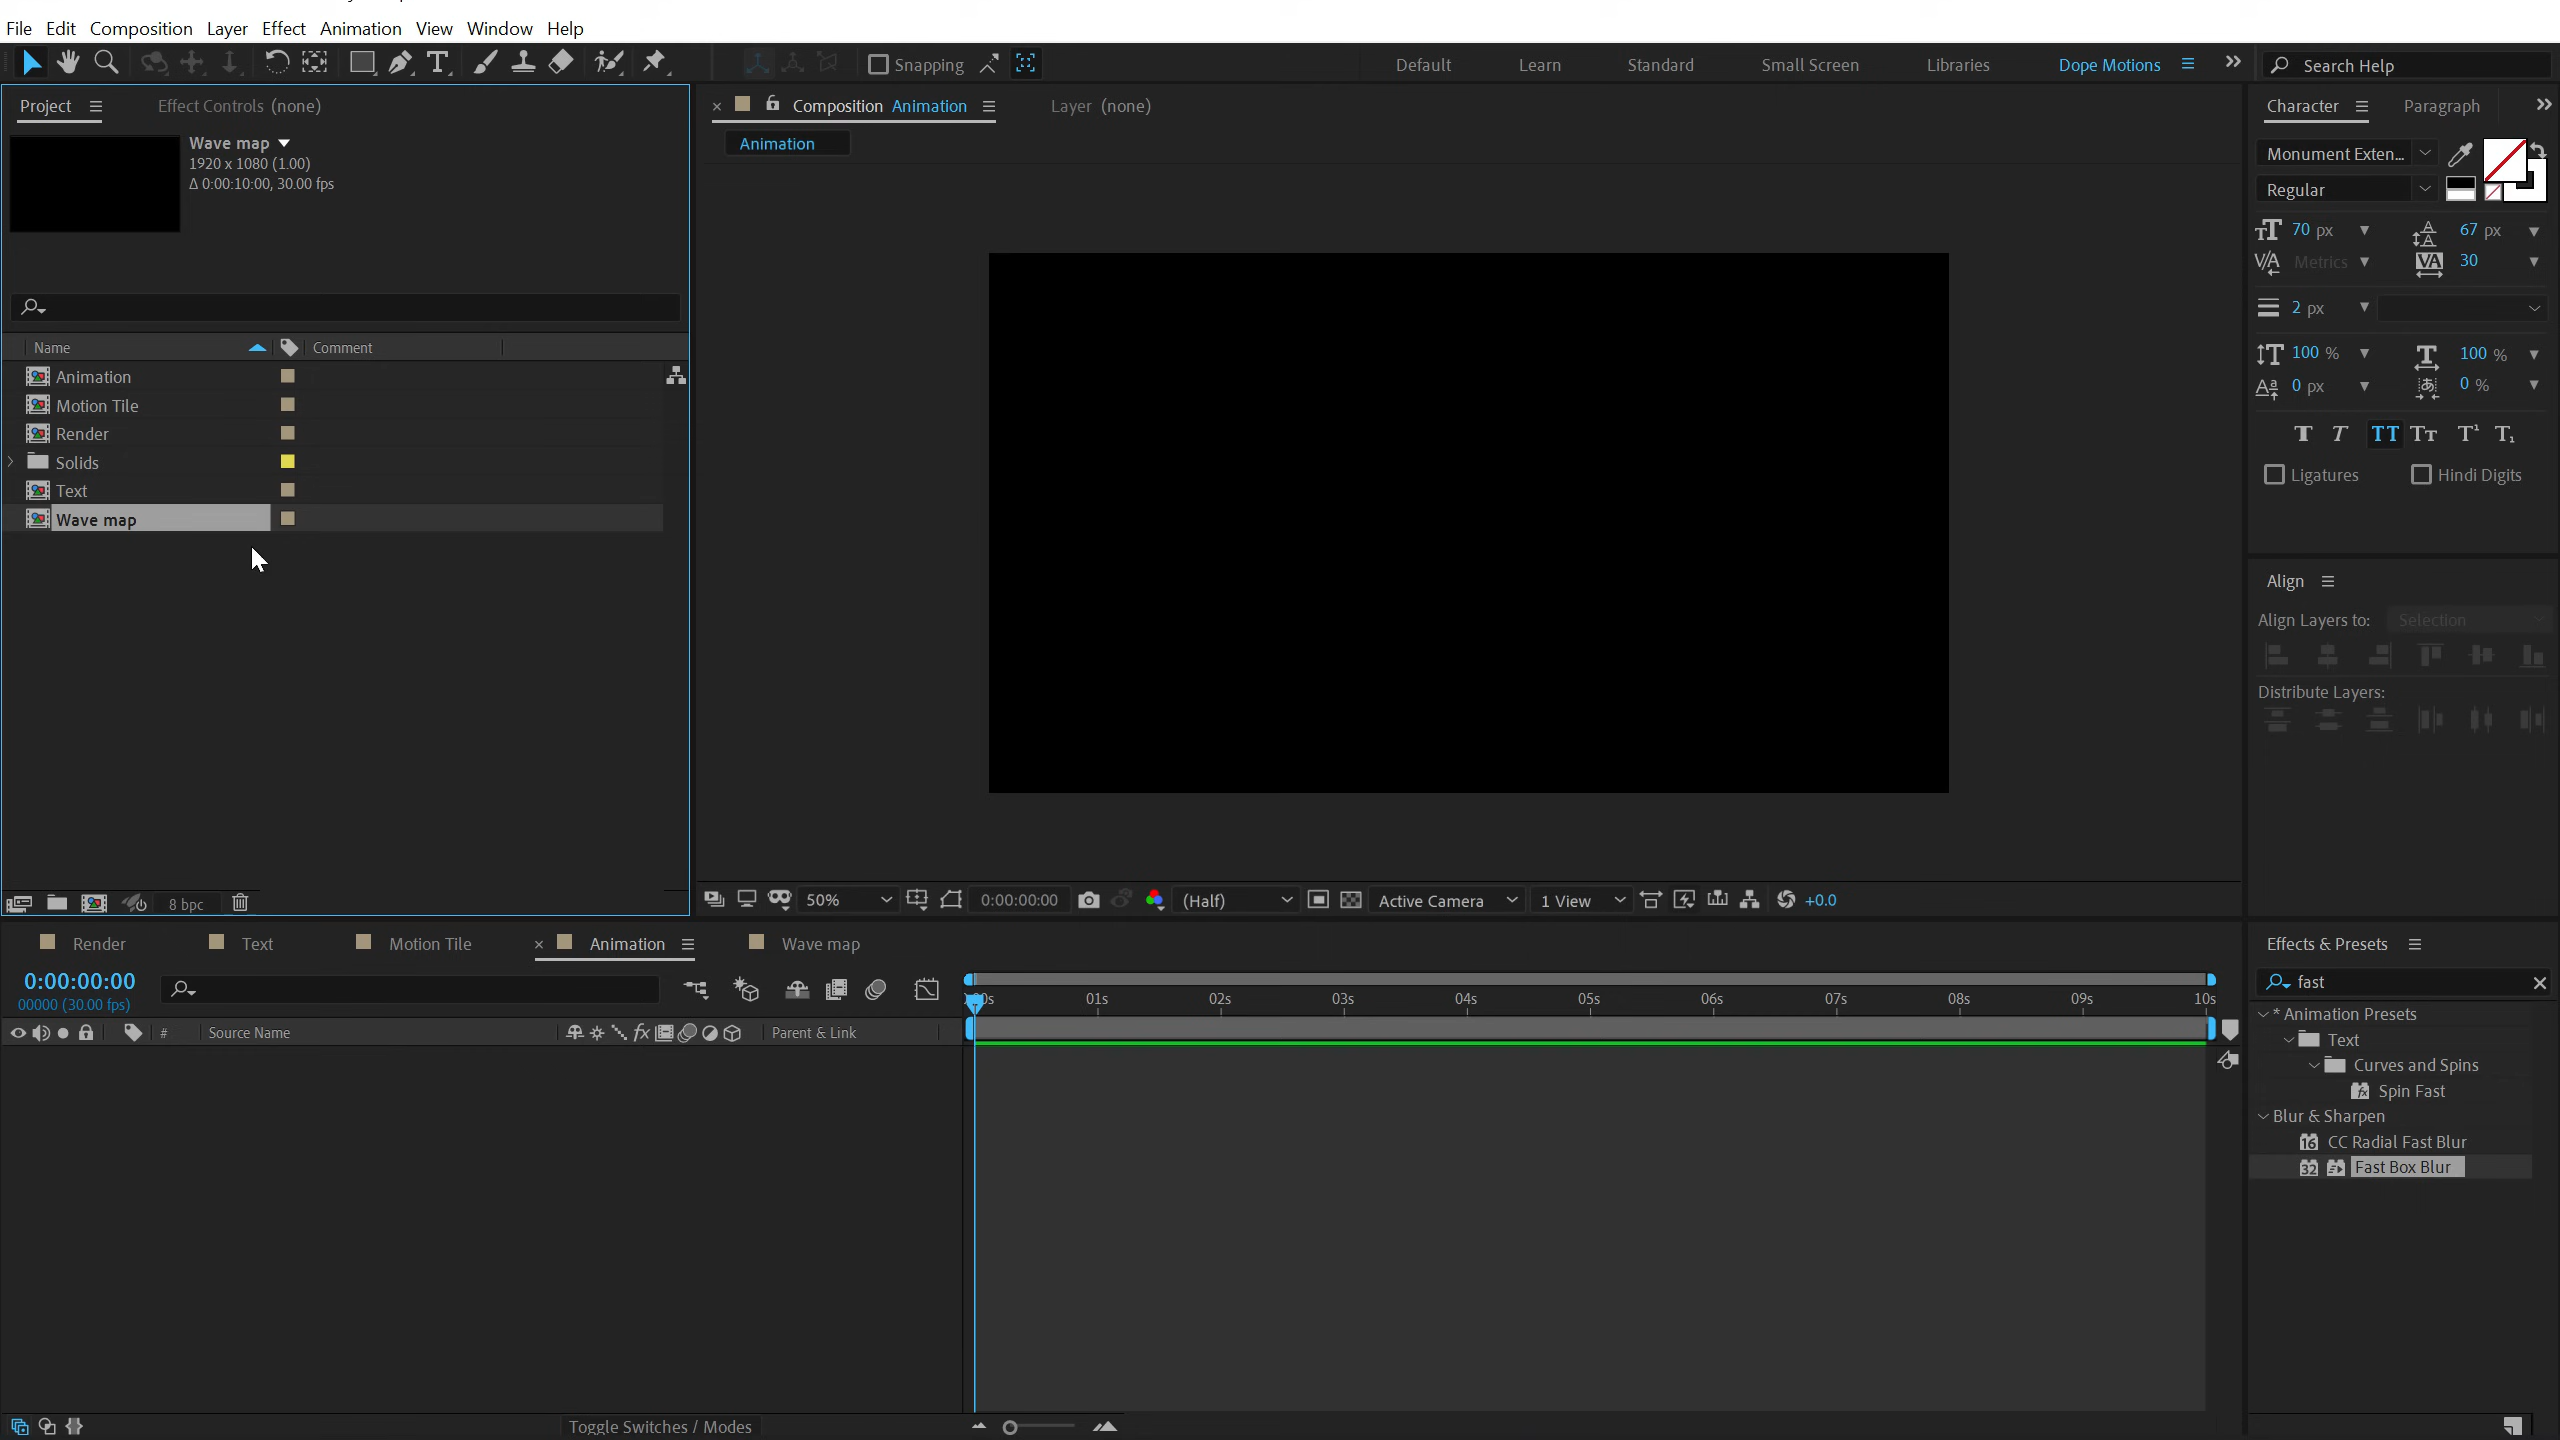 File Edit Composition Layer Effect Animation View Window Help
Snapping
Default Learn Standard Small Screen Libraries Dope Motions
Search Help
Project
Effect Controls (none)
Wave map
1920 x 1080 (1.00)
Δ 0:00:10:00, 30.00 fps
Name
Comment
Animation
Motion Tile
Render
Solids
Text
Wave map
8 bpc
Composition Animation
Layer (none)
Animation
50%
0:00:00:00
(Half)
Active Camera
1 View
+0.0
Character
Paragraph
Monument Exten...
Regular
70 px
67 px
Metrics
30
2 px
100 %
100 %
0 px
0 %
Ligatures
Hindi Digits
Align
Align Layers to:
Selection
Distribute Layers:
Render
Text
Motion Tile
Animation
Wave map
0:00:00:00
00000 (30.00 fps)
#
Source Name
Parent & Link
01s 02s 03s 04s 05s 06s 07s 08s 09s 10s
Toggle Switches / Modes
Effects & Presets
fast
* Animation Presets
Text
Curves and Spins
Spin Fast
Blur & Sharpen
CC Radial Fast Blur
Fast Box Blur